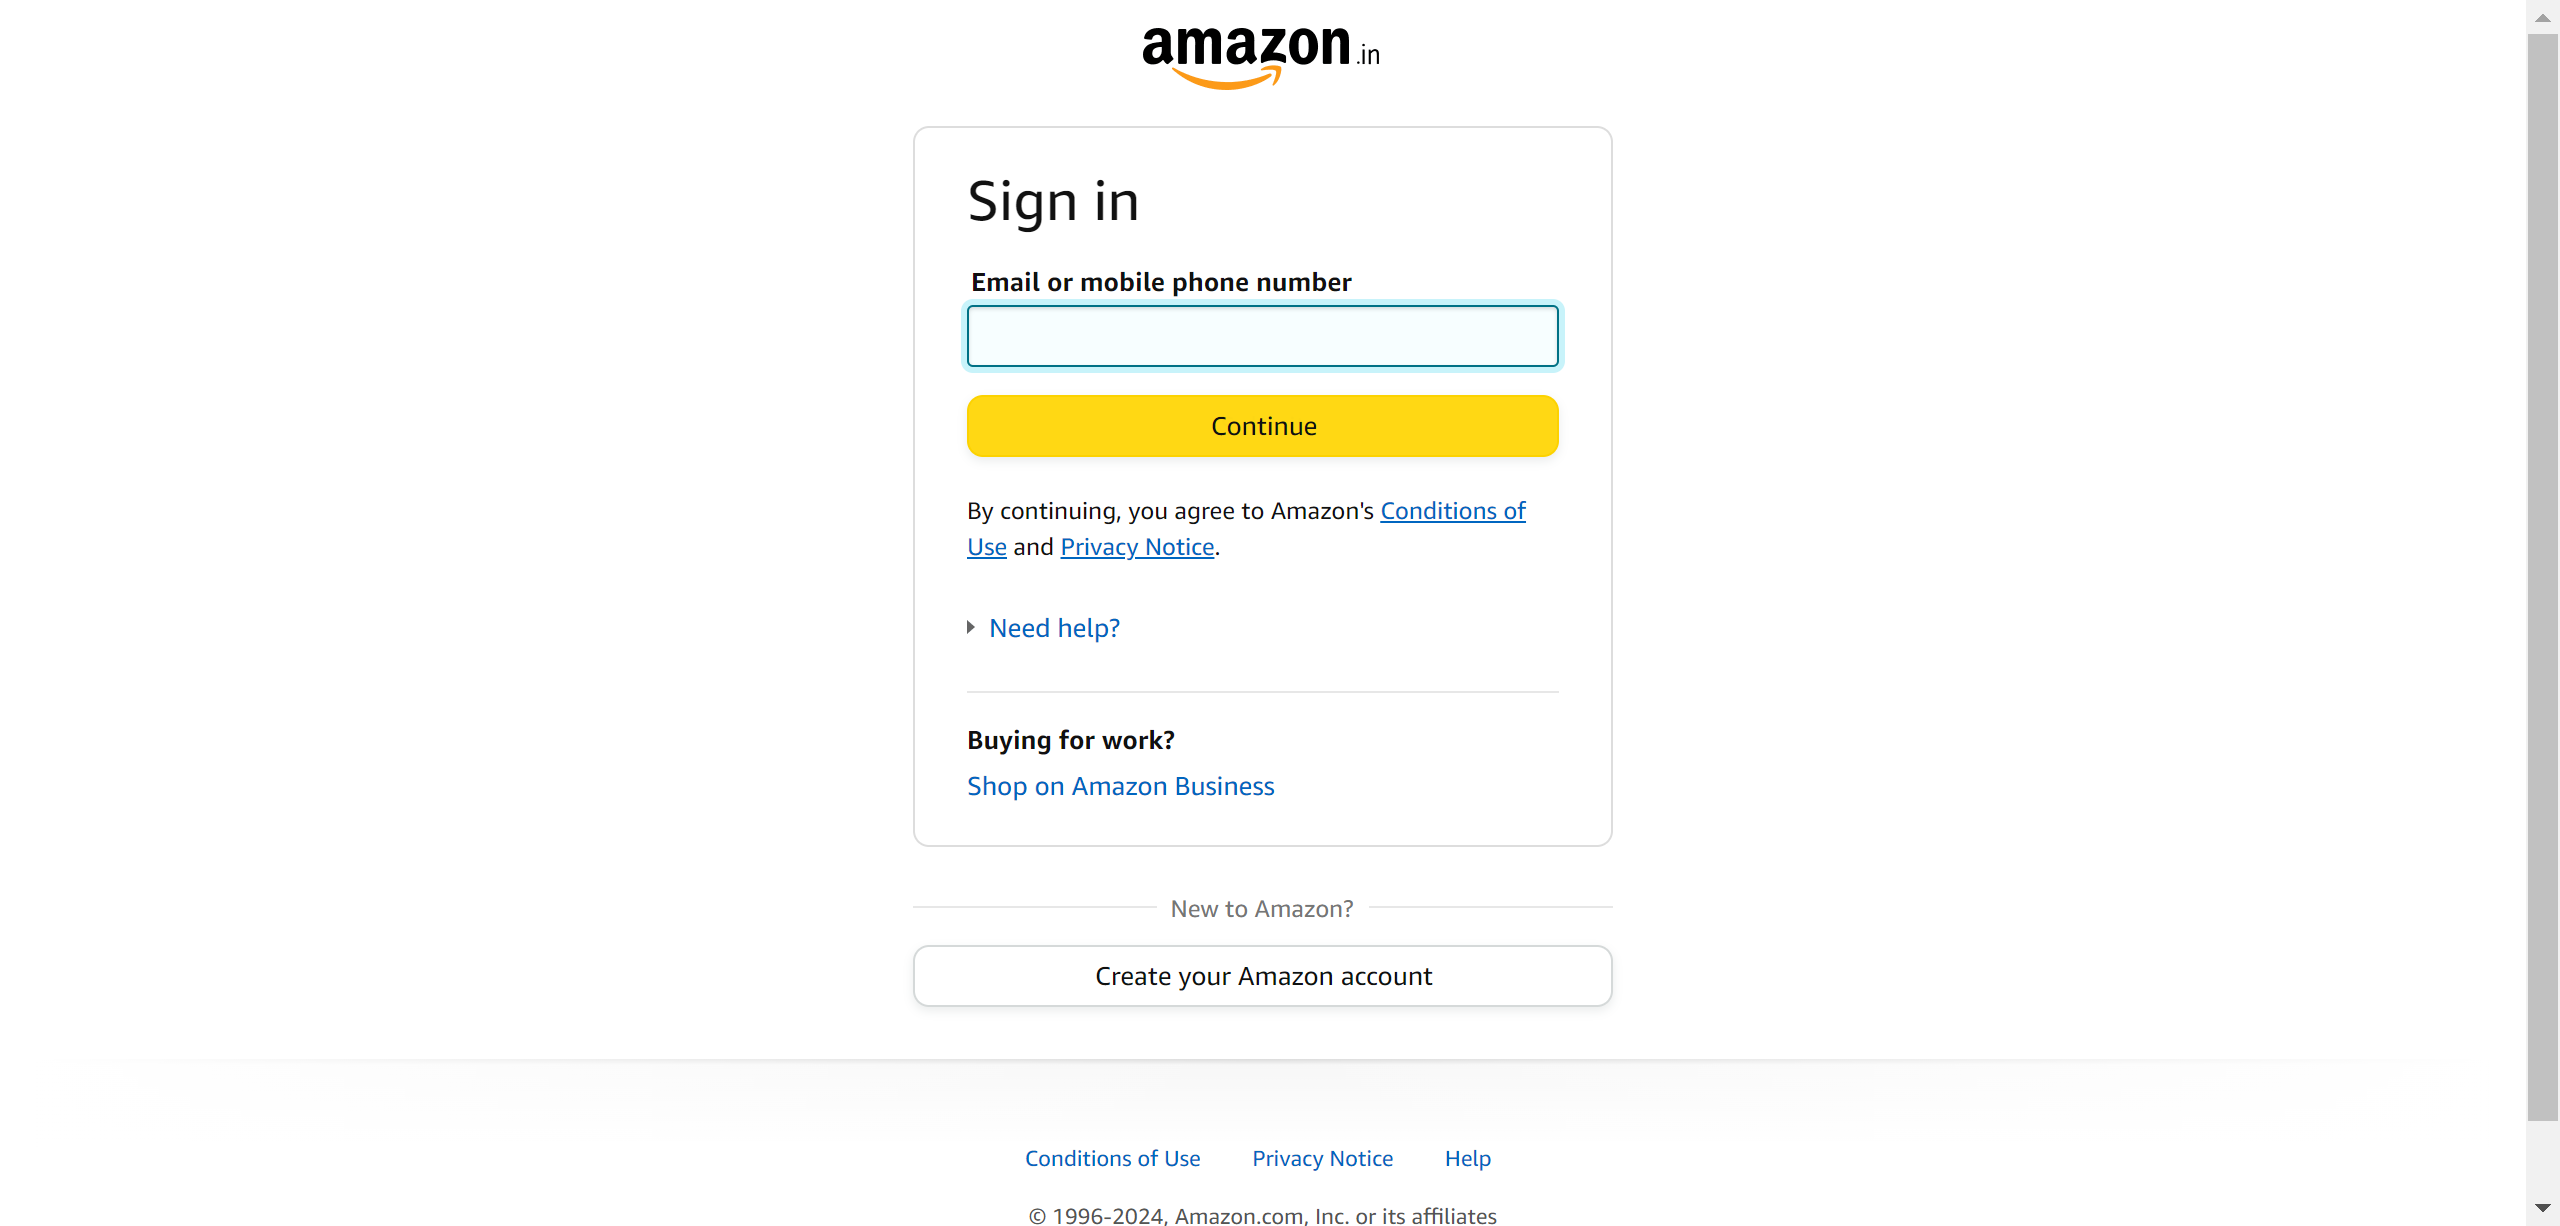 amazon.in
Sign in
Email or mobile phone number
Continue
By continuing, you agree to Amazon's Conditions of
Use and Privacy Notice.
Need help?
Buying for work?
Shop on Amazon Business
New to Amazon?
Create your Amazon account
Conditions of Use Privacy Notice Help
© 1996-2024, Amazon.com, Inc. or its affiliates